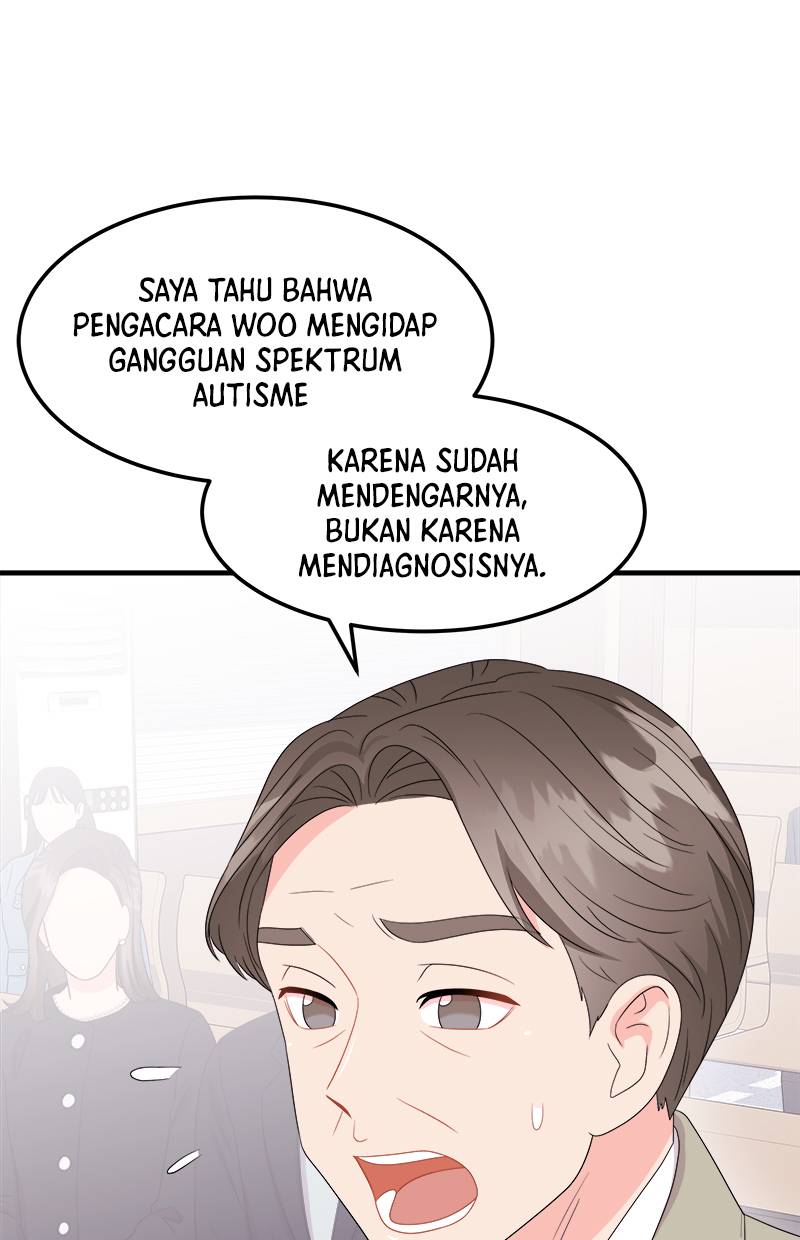 SAYA TAHU BAHWA
PENGACARA WOO MENGIDAP
GANGGUAN SPEKTRUM
AUTISME
KARENA SUDAH
MENDENGARNYA,
BUKAN KARENA
MENDIAGNOSISNYA.